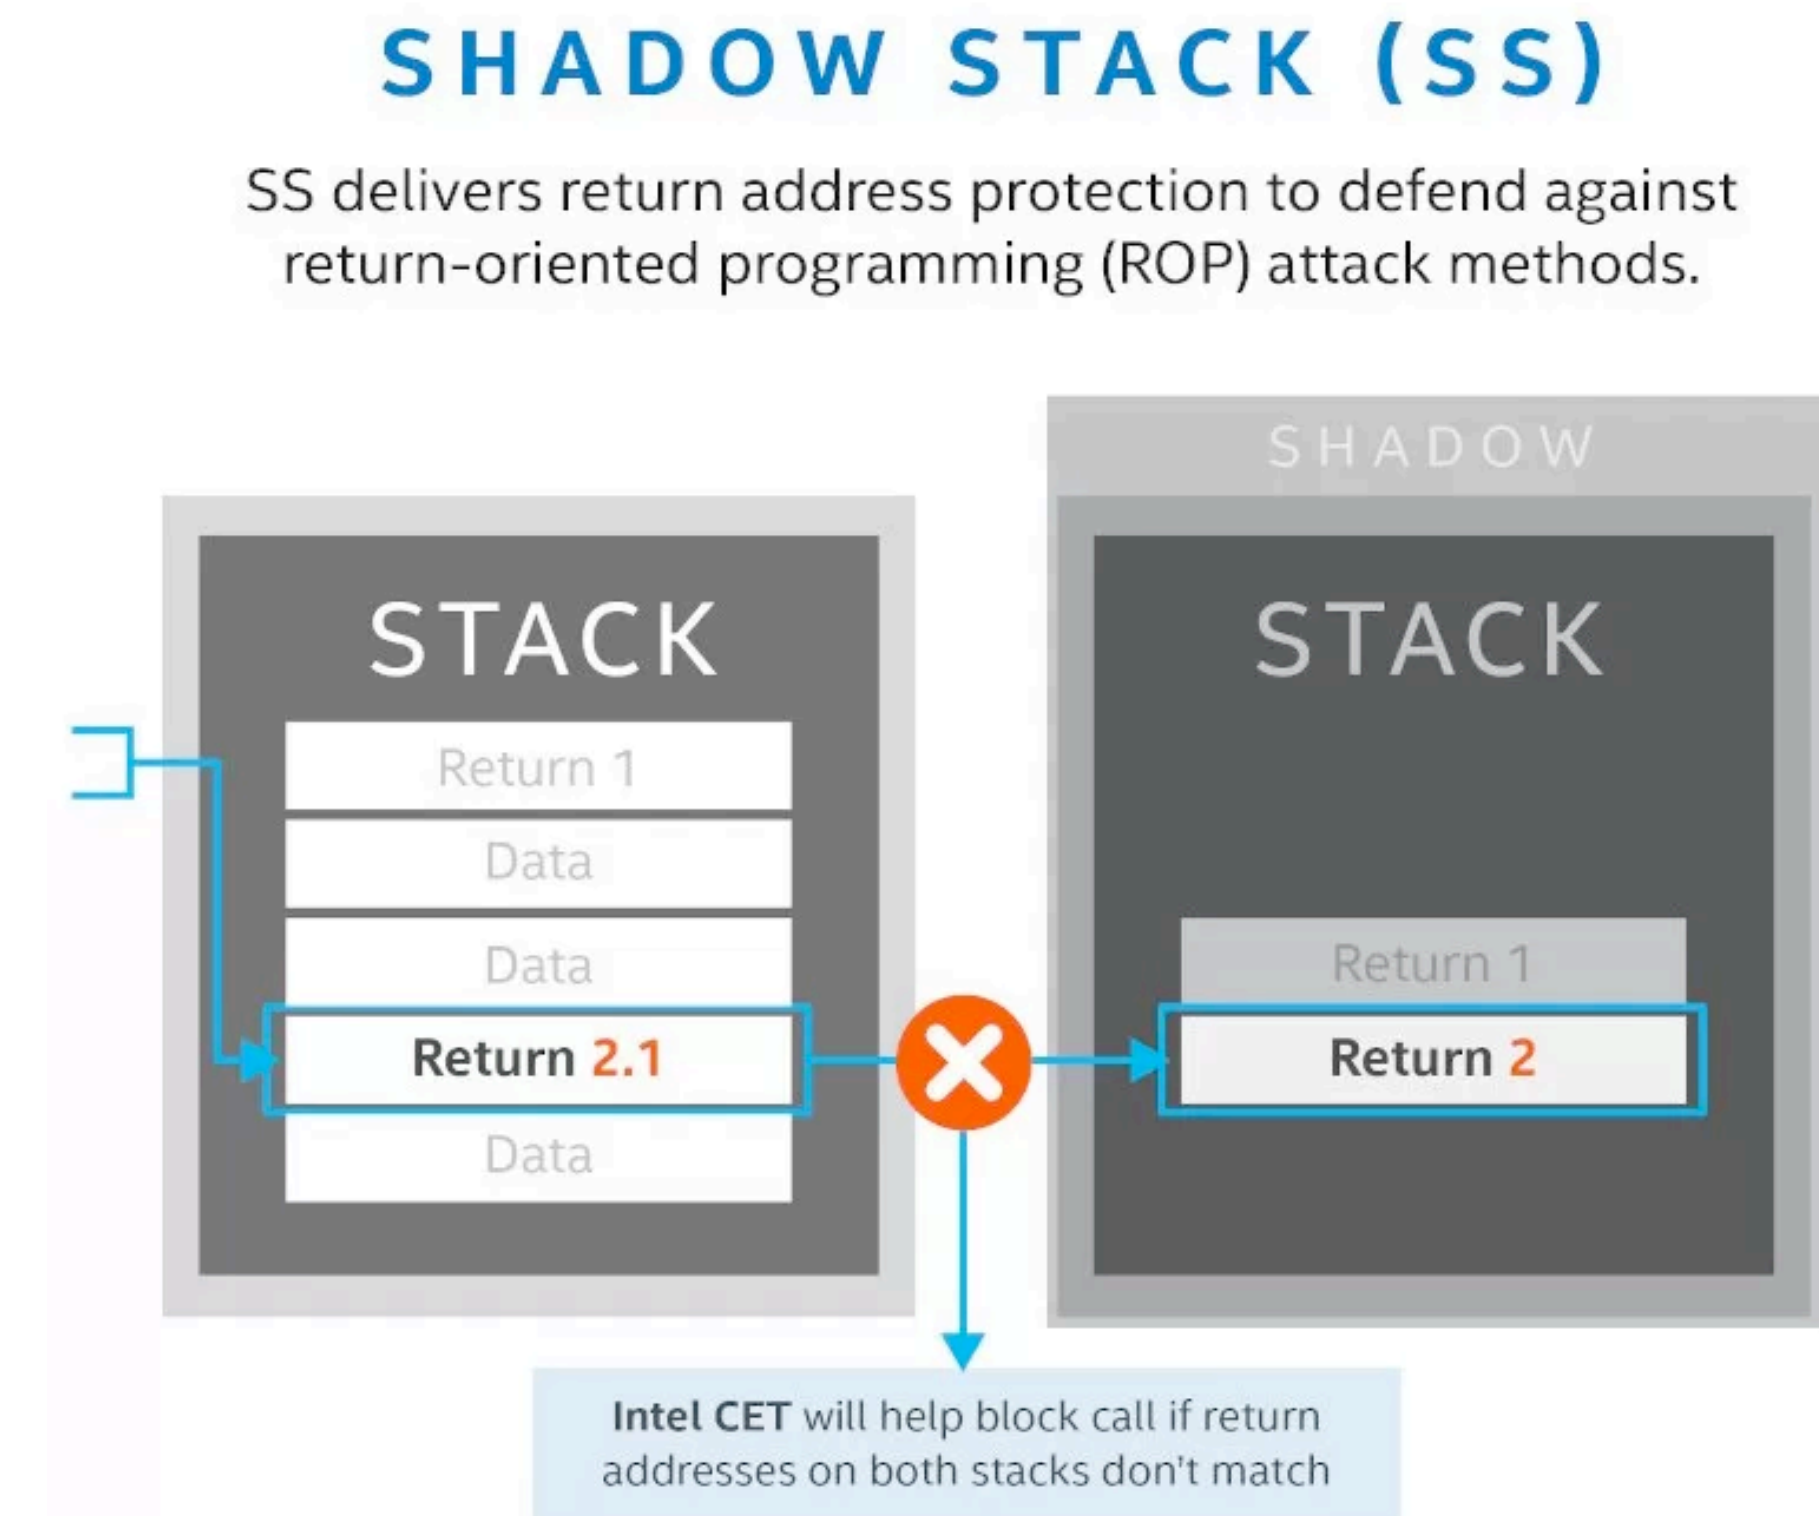 SHADOW STACK (SS)
SS delivers return address protection to defend against
return-oriented programming (ROP) attack methods.
STACK
Return 1
Data
Data
Return 2.1
Data
SHADOW
STACK
Return 1
Return 2
Intel CET will help block call if return
addresses on both stacks don't match